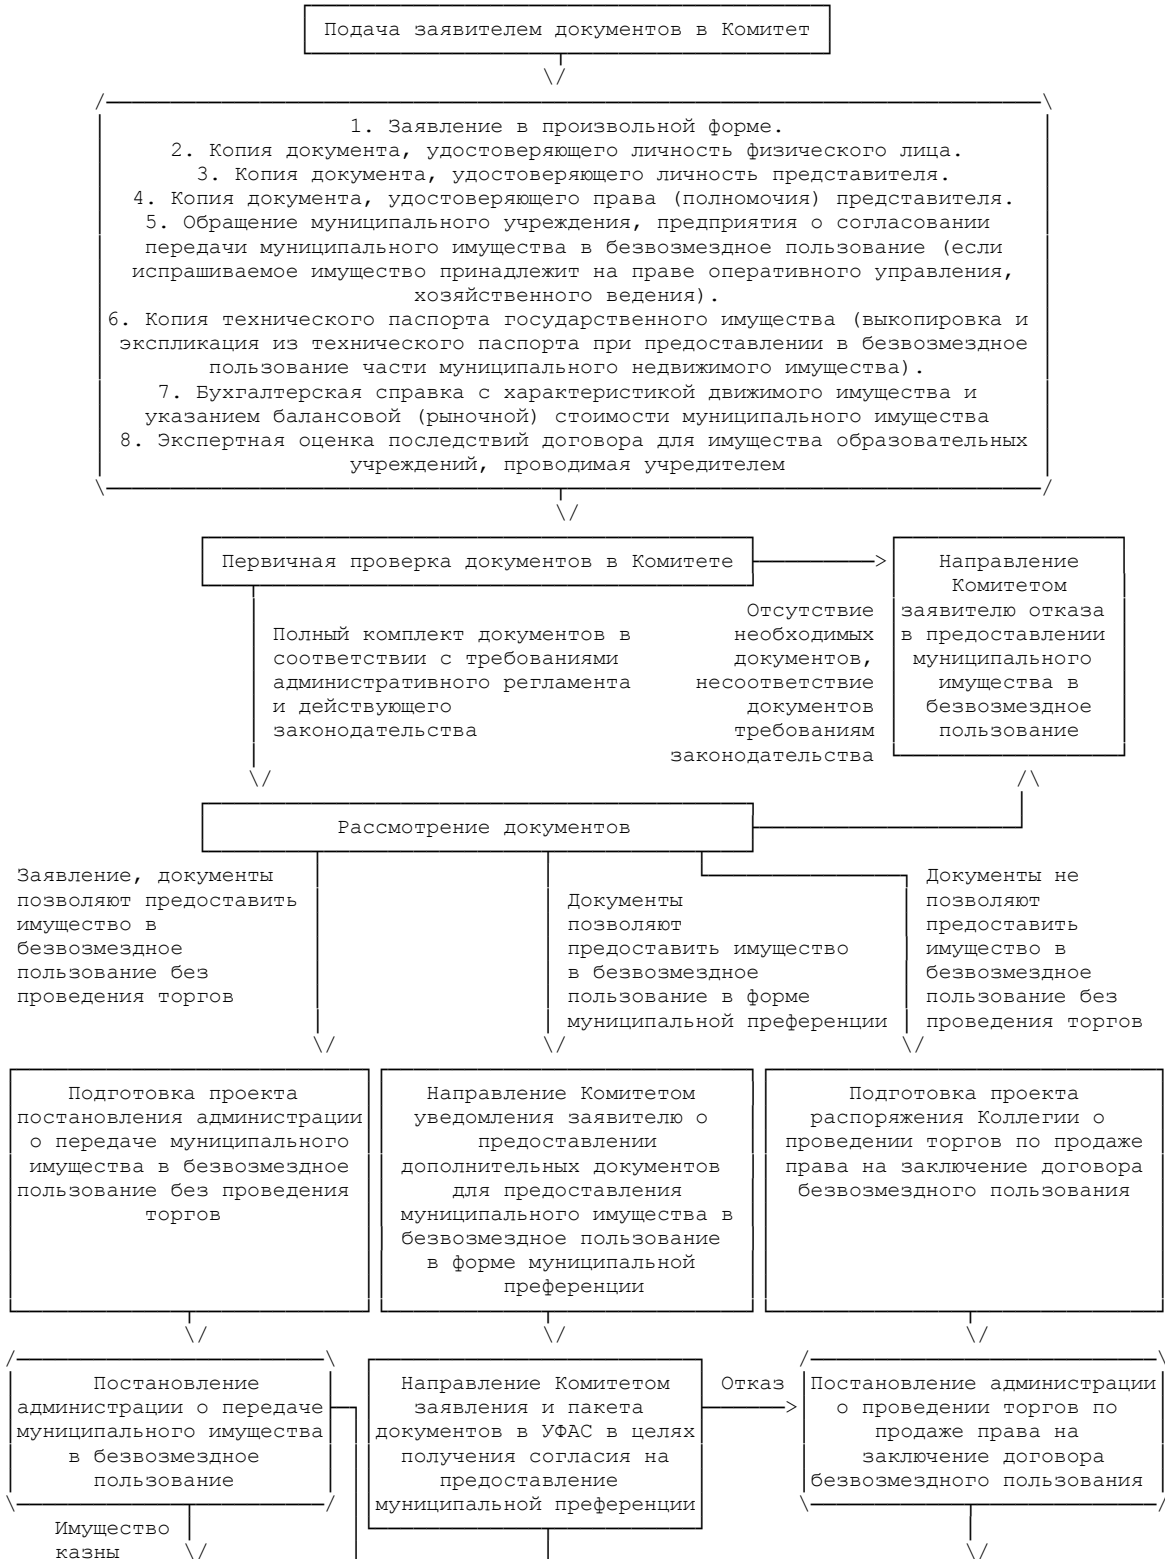 Подача заявителем документов в Комитет
1. Заявление в произвольной форме.
2. Копия документа, удостоверяющего личность физического лица.
3. Копия документа, удостоверяющего личность представителя.
4. Копия документа, удостоверяющего права (полномочия) представителя.
5. Обращение муниципального учреждения, предприятия о согласовании
передачи муниципального имущества в безвозмездное пользование (если
испрашиваемое имущество принадлежит на праве оперативного управления,
хозяйственного ведения).
6. Копия технического паспорта государственного имущества (выкопировка и
экспликация из технического паспорта при предоставлении в безвозмездное
пользование части муниципального недвижимого имущества).
7. Бухгалтерская справка с характеристикой движимого имущества и
указанием балансовой (рыночной) стоимости муниципального имущества
8. Экспертная оценка последствий договора для имущества образовательных
учреждений, проводимая учредителем
Первичная проверка документов в Комитете
Направление
Комитетом
заявителю отказа
в предоставлении
муниципального
имущества в
безвозмездное
пользование
Полный комплект документов в
соответствии с требованиями
административного регламента
и действующего
законодательства
Отсутствие
необходимых
документов,
несоответствие
документов
требованиям
законодательства
Рассмотрение документов
Заявление, документы
позволяют предоставить
имущество в
безвозмездное
пользование без
проведения торгов
Документы
позволяют
предоставить имущество
в безвозмездное
пользование в форме
муниципальной преференции
Документы не
позволяют
предоставить
имущество в
безвозмездное
пользование без
проведения торгов
Подготовка проекта
постановления администрации
о передаче муниципального
имущества в безвозмездное
пользование без проведения
торгов
Направление Комитетом
уведомления заявителю о
предоставлении
дополнительных документов
для предоставления
муниципального имущества в
безвозмездное пользование
в форме муниципальной
преференции
Подготовка проекта
распоряжения Коллегии о
проведении торгов по продаже
права на заключение договора
безвозмездного пользования
Постановление
администрации о передаче
муниципального имущества
в безвозмездное
пользование
Направление Комитетом
заявления и пакета
документов в УФАС в целях
получения согласия на
предоставление
муниципальной преференции
Отказ
Постановление администрации
о проведении торгов по
продаже права на
заключение договора
безвозмездного пользования
Имущество
казны